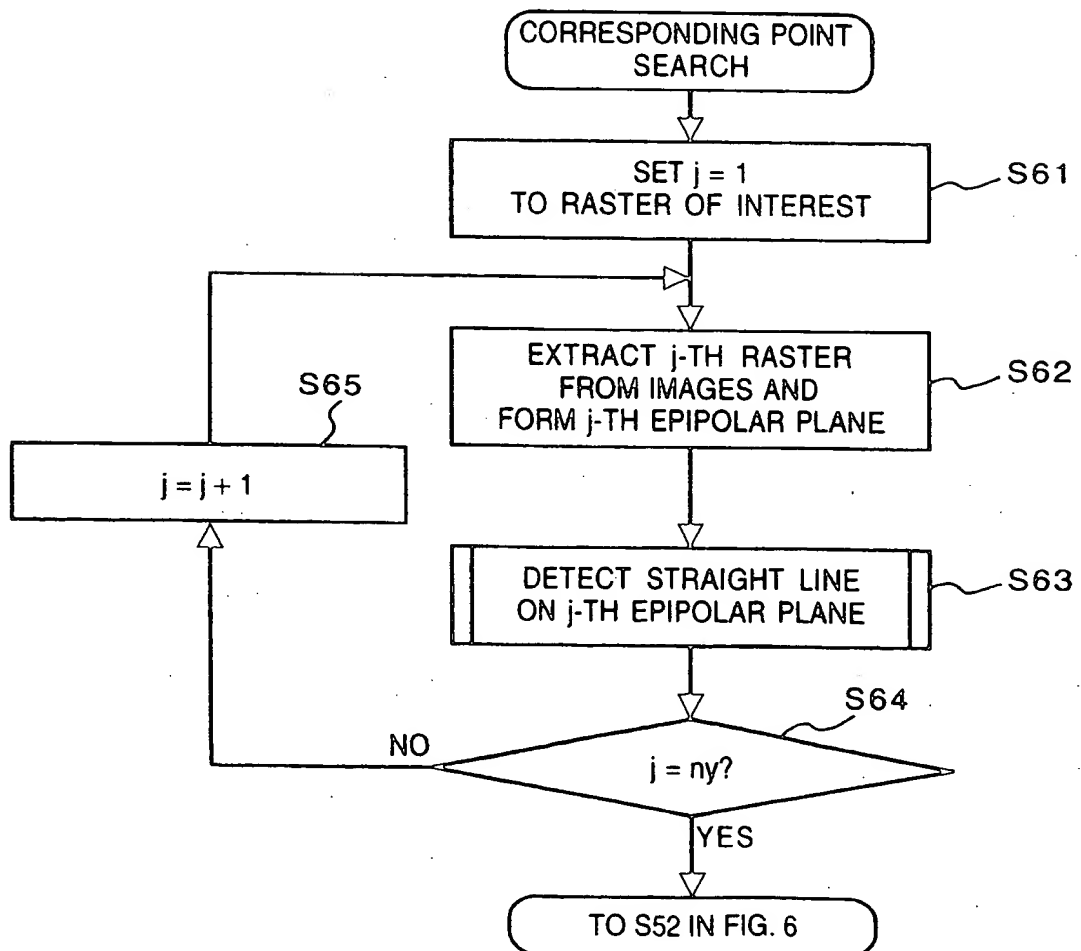 CORRESPONDING POINT
SEARCH
SET j = 1
TO RASTER OF INTEREST
S61
EXTRACT j-TH RASTER
FROM IMAGES AND
FORM j-TH EPIPOLAR PLANE
S62
S65
j = j + 1
DETECT STRAIGHT LINE
ON j-TH EPIPOLAR PLANE
S63
S64
NO
j = ny?
YES
TO S52 IN FIG. 6